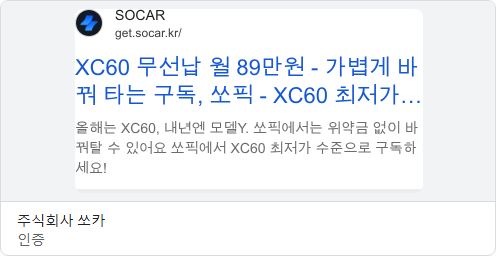 SOCAR
get.socar.kr/
XC60 무선납 월 89만원 - 가볍게 바
꿔 타는 구독, 쏘픽 - XC60 최저가…
올해는 XC60, 내년엔 모델Y. 쏘픽에서는 위약금 없이 바
꿔탈 수 있어요 쏘픽에서 XC60 최저가 수준으로 구독하
세요!
주식회사 쏘카
인증